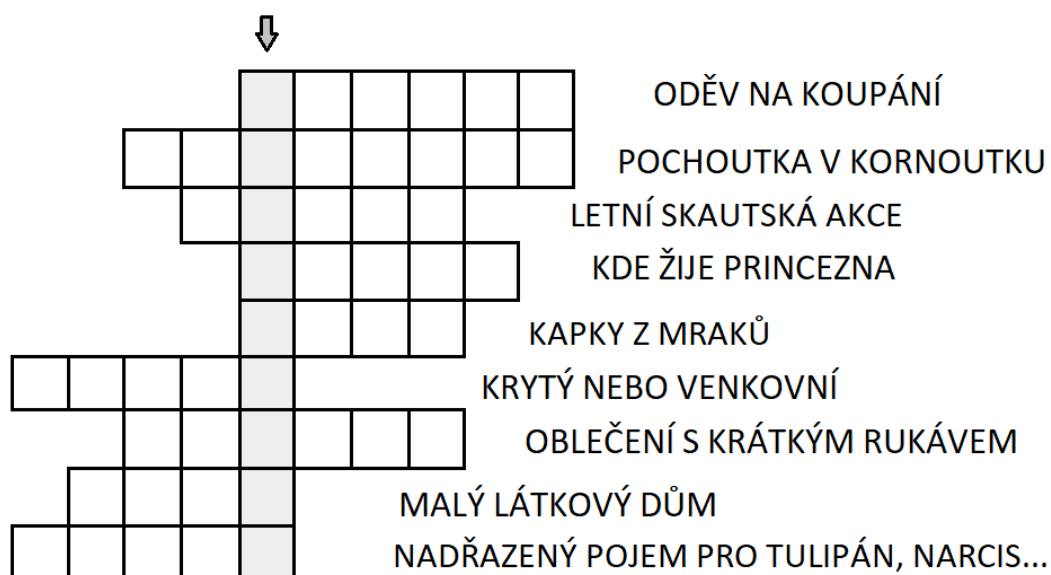 ODĚV NA KOUPÁNÍ
POCHOUTKA V KORNOUTKU
LETNÍ SKAUTSKÁ AKCE
KDE ŽIJE PRINCEZNA
KAPKY Z MRAKŮ
KRYTÝ NEBO VENKOVNÍ
OBLEČENÍ S KRÁTKÝM RUKÁVEM
MALÝ LÁTKOVÝ DŮM
NADŘAZENÝ POJEM PRO TULIPÁN, NARCIS...